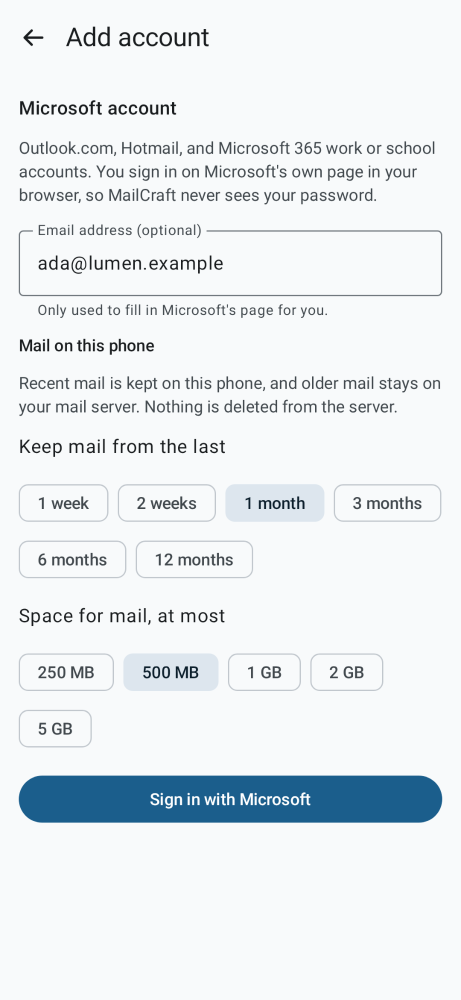 Add account
Microsoft account
Outlook.com, Hotmail, and Microsoft 365 work or school
accounts. You sign in on Microsoft's own page in your
browser, so MailCraft never sees your password.
Email address (optional)
ada@lumen.example
Only used to fill in Microsoft's page for you.
Mail on this phone
Recent mail is kept on this phone, and older mail stays on
your mail server. Nothing is deleted from the server.
Keep mail from the last
1 week 2 weeks 1 month 3 months
6 months 12 months
Space for mail, at most
250 MB 500 MB 1 GB 2 GB
5 GB
Sign in with Microsoft